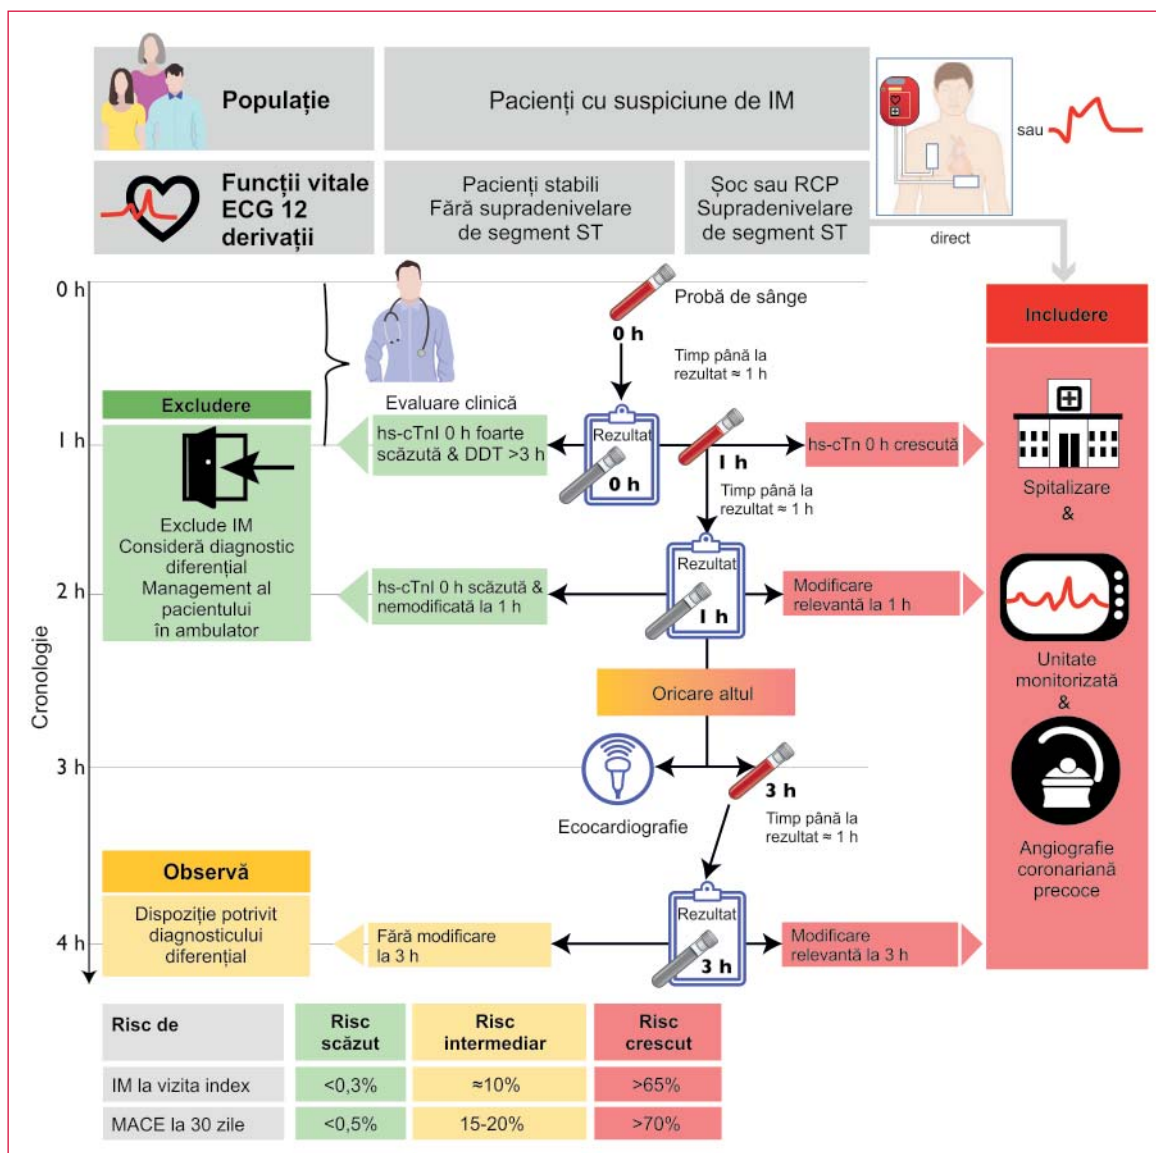 Populație
Pacienți cu suspiciune de IM
sau
Funcții vitale
ECG 12
derivații
Pacienți stabili
Fără supradenivelare
de segment ST
Șoc sau RCP
Supradenivelare
de segment ST
direct
Cronologie
0 h
Probă de sânge
0 h
Timp până la
rezultat ≈ 1 h
Includere
Evaluare clinică
Excludere
1 h
hs-cTnI 0 h foarte
scăzută & DDT >3 h
Rezultat
0 h
1 h
hs-cTn 0 h crescută
Timp până la
rezultat ≈ 1 h
Spitalizare
&
Exclude IM
Consideră diagnostic
diferențial
Management al
pacientului
în ambulator
2 h
hs-cTnI 0 h scăzută &
nemodificată la 1 h
Rezultat
1 h
Modificare
relevantă la 1 h
Unitate
monitorizată
&
Oricare altul
3 h
Ecocardiografie
3 h
Timp până la
rezultat ≈ 1 h
Angiografie
coronariană
precoce
Observă
Dispoziție potrivit
diagnosticului
diferențial
4 h
Fără modificare
la 3 h
Rezultat
3 h
Modificare
relevantă la 3 h
Risc de
Risc
scăzut
Risc
intermediar
Risc
crescut
IM la vizita index
<0,3%
≈10%
>65%
MACE la 30 zile
<0,5%
15-20%
>70%